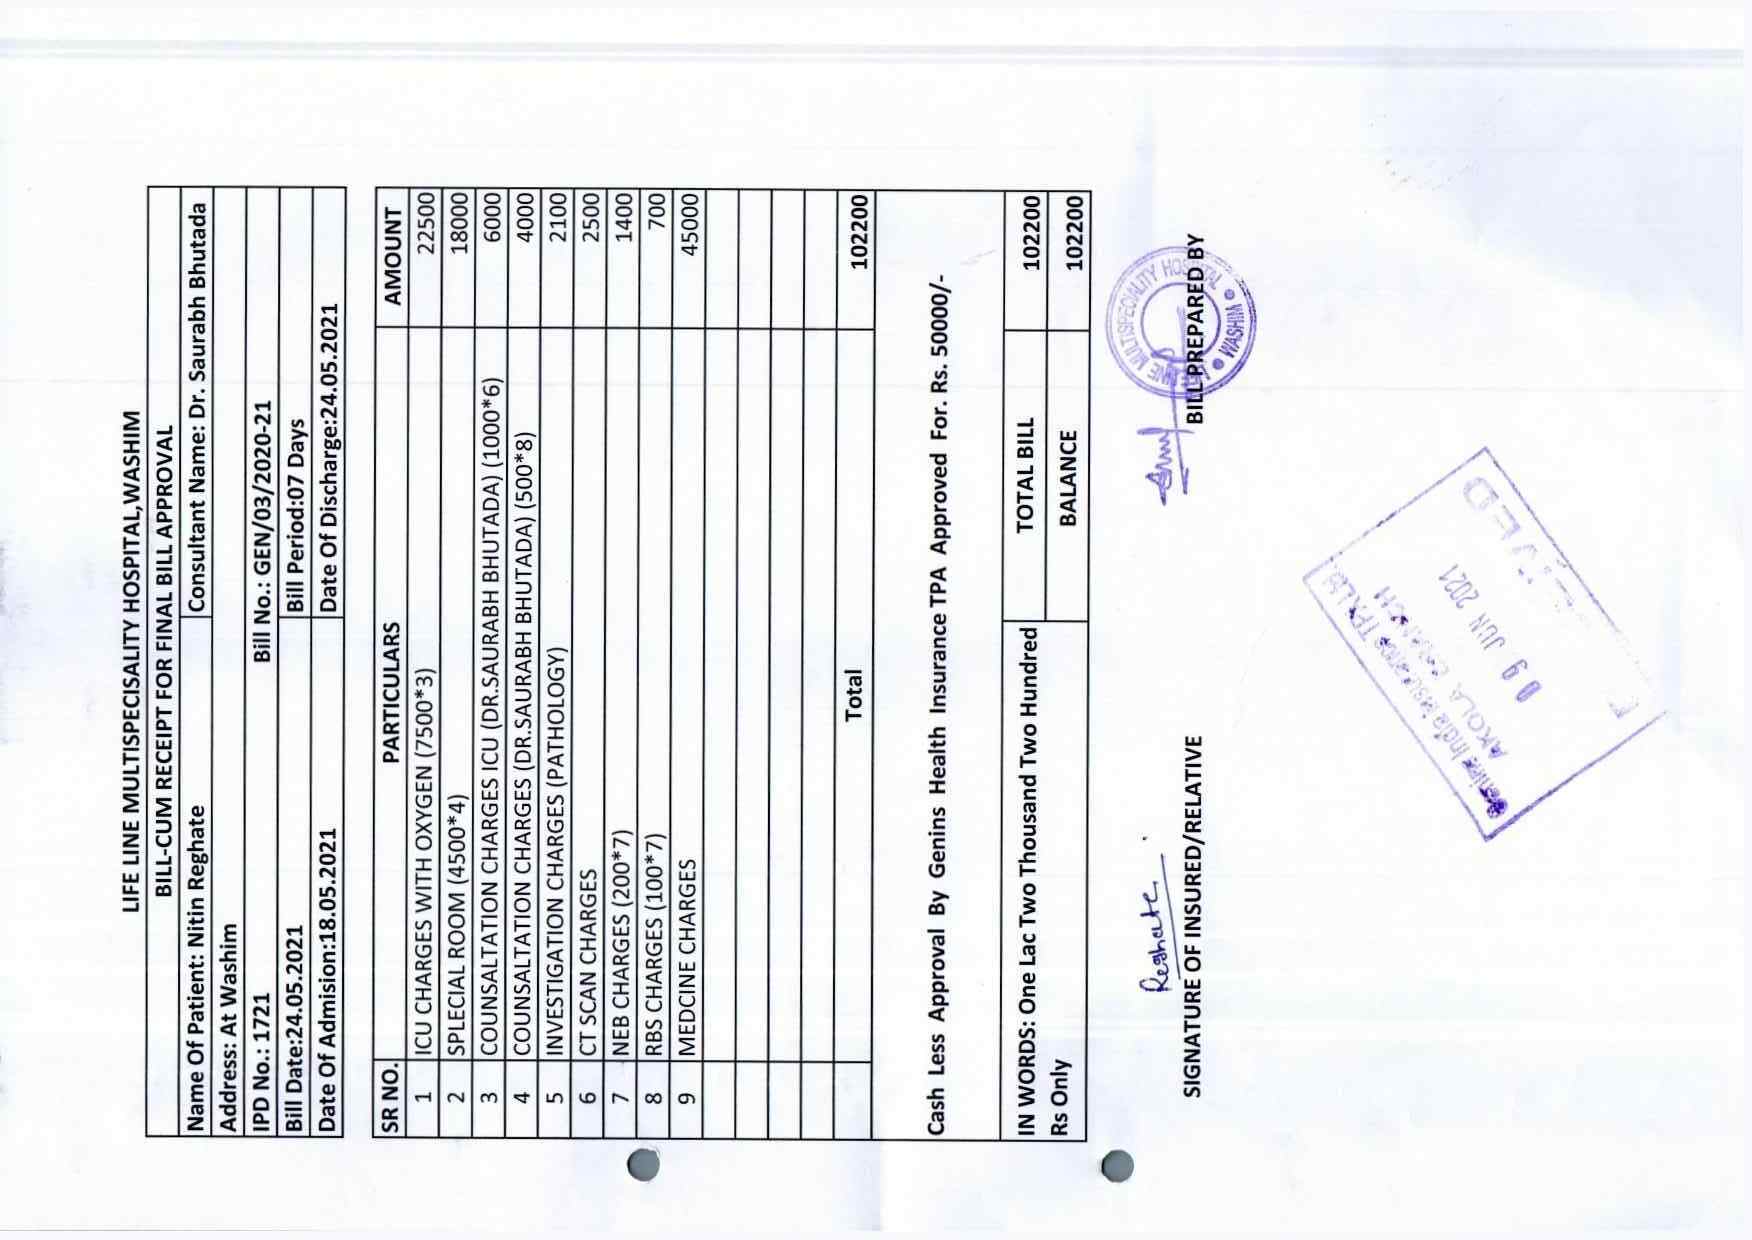 LIFE LINE MULTISPECISALITY HOSPITAL,WASHIM
BILL-CUM RECEIPT FOR FINAL BILL APPROVAL
Name Of Patient: Nitin Reghate Consultant Name: Dr. Saurabh Bhutada
Address: At Washim
IPD No.: 1721 Bill No.: GEN/03/2020-21
Bill Date:24.05.2021 Bill Period:07 Days
Date Of Admision:18.05.2021 Date Of Discharge:24.05.2021
SR NO. PARTICULARS AMOUNT
1 ICU CHARGES WITH OXYGEN (7500*3) 22500
2 SPLECIAL ROOM (4500*4) 18000
3 COUNSALTATION CHARGES ICU (DR.SAURABH BHUTADA) (1000*6) 6000
4 COUNSALTATION CHARGES (DR.SAURABH BHUTADA) (500*8) 4000
5 INVESTIGATION CHARGES (PATHOLOGY) 2100
6 CT SCAN CHARGES 2500
7 NEB CHARGES (200*7) 1400
8 RBS CHARGES (100*7) 700
9 MEDCINE CHARGES 45000
Total 102200
Cash Less Approval By Genins Health Insurance TPA Approved For. Rs. 50000/-
IN WORDS: One Lac Two Thousand Two Hundred TOTAL BILL 102200
Rs Only BALANCE 102200
Reghate.
SIGNATURE OF INSURED/RELATIVE BILL PREPARED BY
LIFE LINE MULTISPECIALITY HOSPITAL
WASHIM
India Insurance TPA Ltd.
AKOLA BRANCH
09 JUN 2021